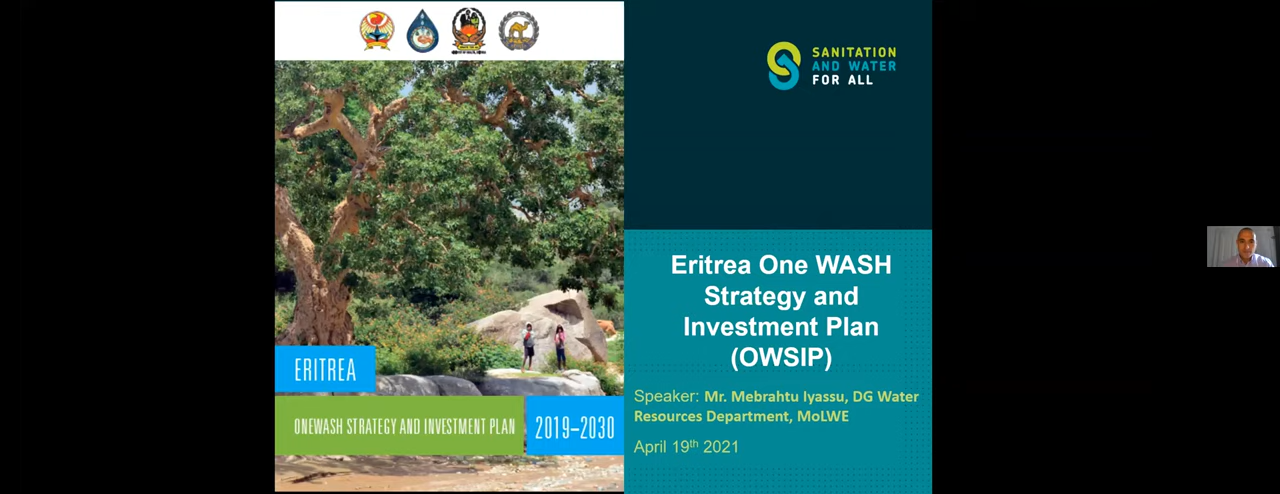 SANITATION
AND WATER
FOR ALL
ERITREA
ONEWASH STRATEGY AND INVESTMENT PLAN
2019–2030
Eritrea One WASH
Strategy and
Investment Plan
(OWSIP)
Speaker: Mr. Mebrahtu Iyassu, DG Water
Resources Department, MoLWE
April 19th 2021